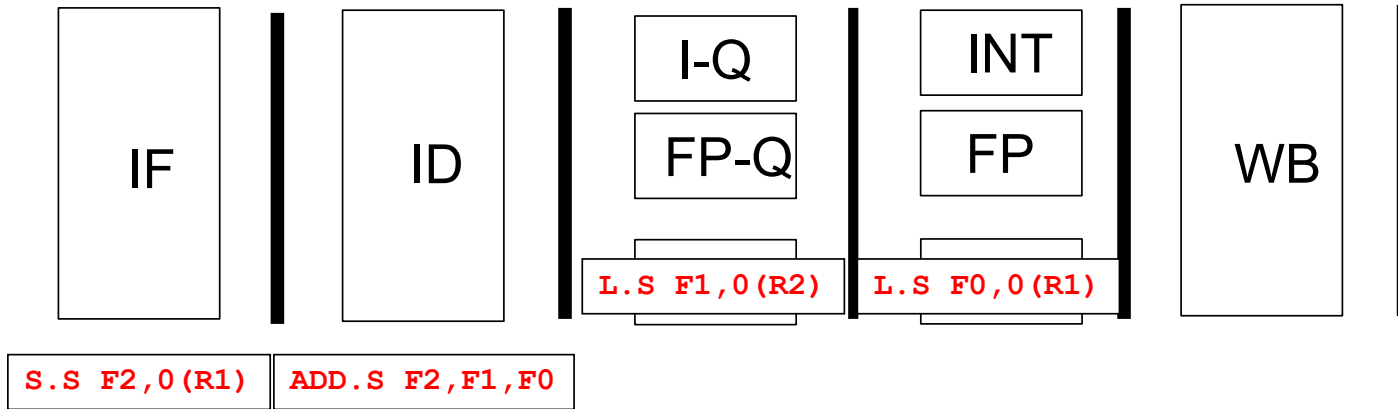 IF
ID
I-Q
FP-Q
INT
FP
WB
L.S F1,0(R2)
L.S F0,0(R1)
S.S F2,0(R1)
ADD.S F2,F1,F0